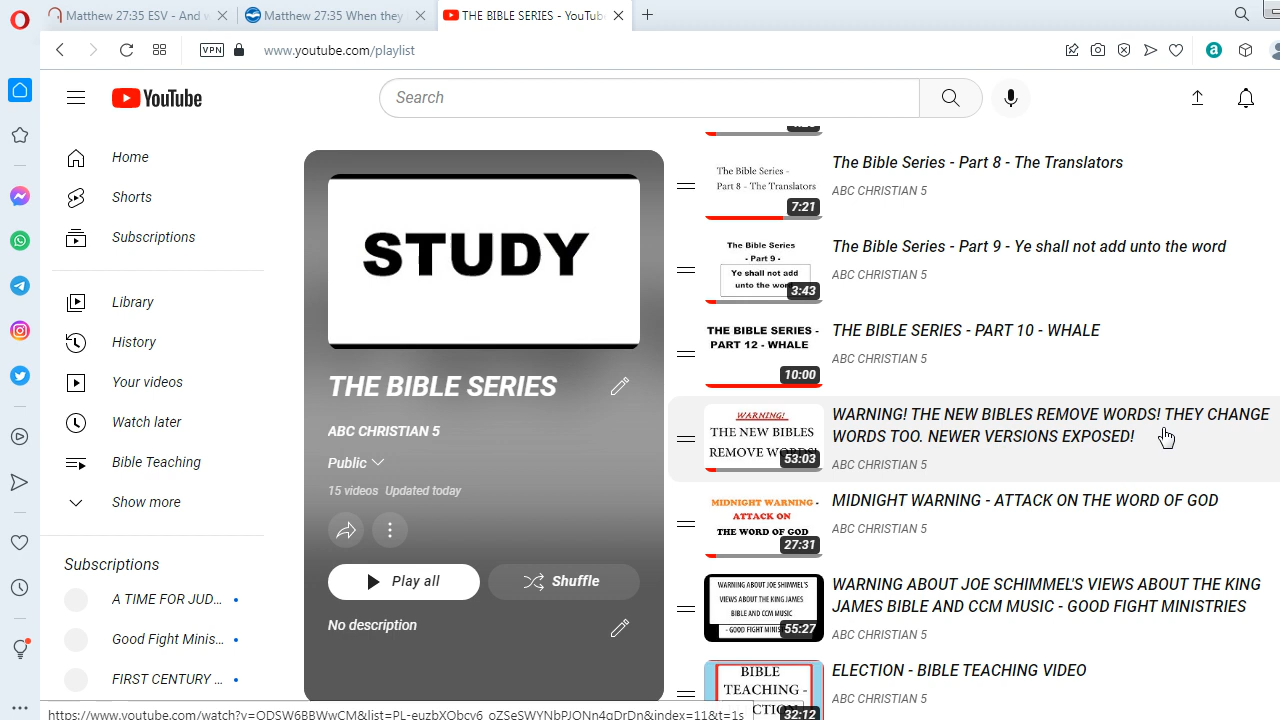 Matthew 27:35 ESV - And w
Matthew 27:35 When they
THE BIBLE SERIES - YouTub
VPN
www.youtube.com/playlist
YouTube
Search
Home
Shorts
Subscriptions
Library
History
Your videos
Watch later
Bible Teaching
Show more
Subscriptions
A TIME FOR JUD...
Good Fight Minis...
FIRST CENTURY ...
STUDY
THE BIBLE SERIES
ABC CHRISTIAN 5
Public
15 videos Updated today
Play all
Shuffle
No description
The Bible Series -
Part 8 - The Translators
7:21
The Bible Series - Part 8 - The Translators
ABC CHRISTIAN 5
The Bible Series
- Part 9 -
Ye shall not add
unto the word
3:43
The Bible Series - Part 9 - Ye shall not add unto the word
ABC CHRISTIAN 5
THE BIBLE SERIES -
PART 12 - WHALE
10:00
THE BIBLE SERIES - PART 10 - WHALE
ABC CHRISTIAN 5
WARNING!
THE NEW BIBLES
REMOVE WORDS!
53:03
WARNING! THE NEW BIBLES REMOVE WORDS! THEY CHANGE
WORDS TOO. NEWER VERSIONS EXPOSED!
ABC CHRISTIAN 5
MIDNIGHT WARNING -
ATTACK ON
THE WORD OF GOD
27:31
MIDNIGHT WARNING - ATTACK ON THE WORD OF GOD
ABC CHRISTIAN 5
WARNING ABOUT JOE SCHIMMEL'S
VIEWS ABOUT THE KING JAMES
BIBLE AND CCM MUSIC
- GOOD FIGHT MINIS
55:27
WARNING ABOUT JOE SCHIMMEL'S VIEWS ABOUT THE KING
JAMES BIBLE AND CCM MUSIC - GOOD FIGHT MINISTRIES
ABC CHRISTIAN 5
BIBLE
TEACHING -
CTION
32:12
ELECTION - BIBLE TEACHING VIDEO
ABC CHRISTIAN 5